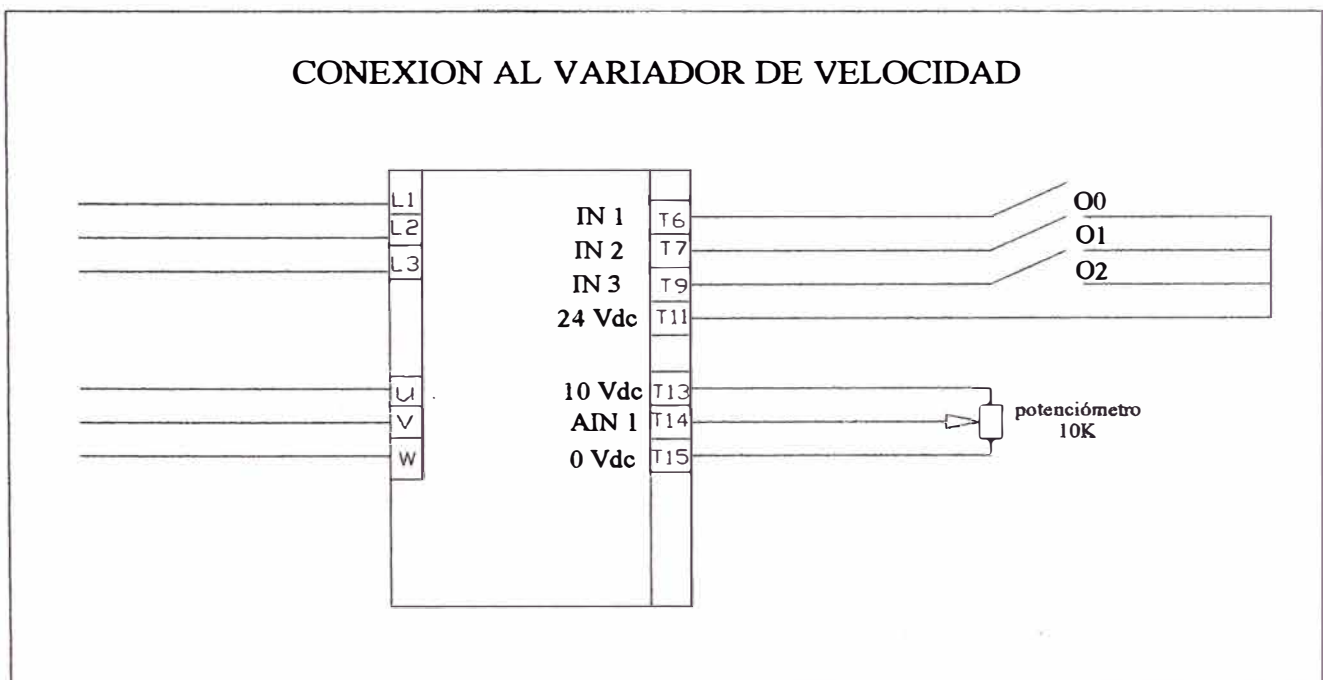 CONEXION AL VARIADOR DE VELOCIDAD
L1
L2
L3
U
V
W
IN 1 T6
IN 2 T7
IN 3 T9
24 Vdc T11
10 Vdc T13
AIN 1 T14
0 Vdc T15
O0
O1
O2
potenciómetro
10K